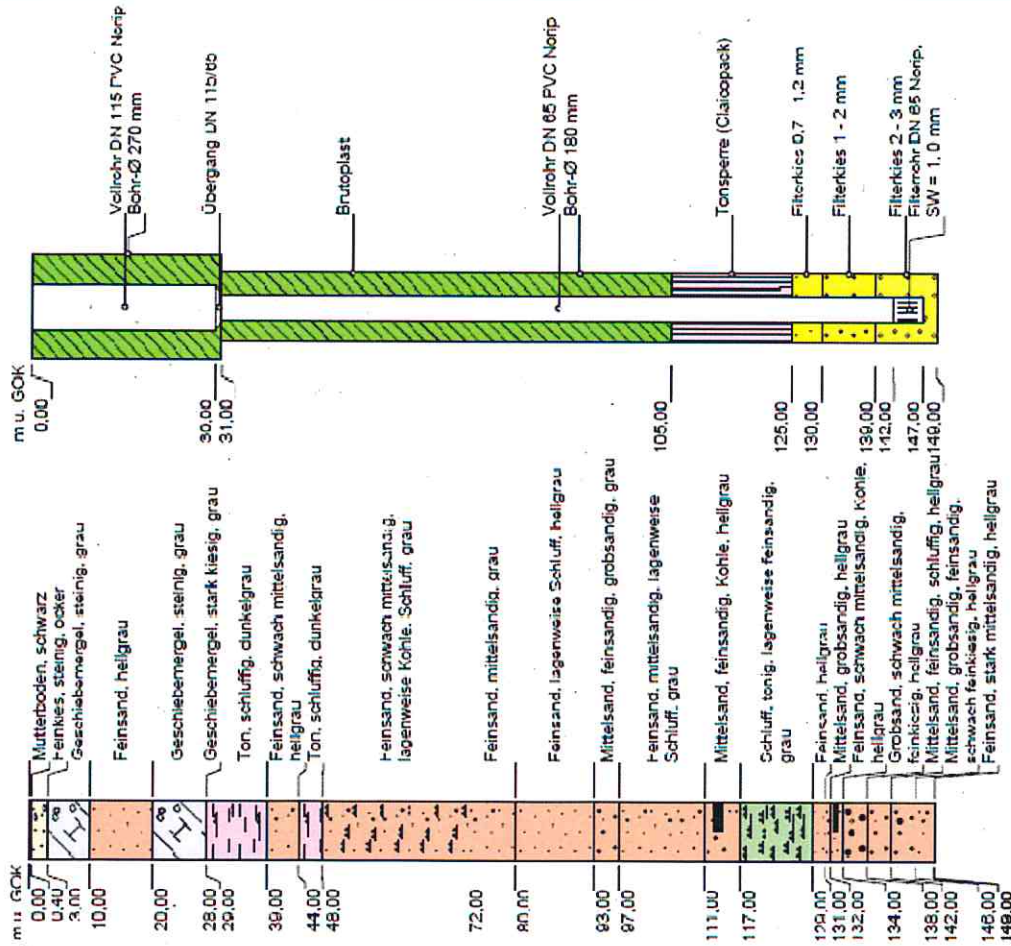 m u. GOK
0,00
0,40
3,00
10,00
20,00
28,00
29,00
39,00
44,00
48,00
72,00
80,00
93,00
97,00
111,00
117,00
129,00
131,00
132,00
134,00
138,00
142,00
146,00
149,00
Mutterboden, schwarz
Feinkies, steinig, ocker
Geschiebemergel, steinig, grau
Feinsand, hellgrau
Geschiebemergel, steinig, grau
Geschiebemergel, stark kiesig, grau
Ton, schluffig, dunkelgrau
Feinsand, schwach mittelsandig,
hellgrau
Ton, schluffig, dunkelgrau
Feinsand, schwach mittelsandig,
lagenweise Kohle, Schluff, grau
Feinsand, mittelsandig, grau
Feinsand, lagenweise Schluff, hellgrau
Mittelsand, feinsandig, grobsandig, grau
Feinsand, mittelsandig, lagenweise
Schluff, grau
Mittelsand, feinsandig, Kohle, hellgrau
Schluff, tonig, lagenweise feinsandig,
grau
Feinsand, hellgrau
Mittelsand, grobsandig, hellgrau
Feinsand, schwach mittelsandig, Kohle,
hellgrau
Grobsand, schwach mittelsandig,
feinkiesig, hellgrau
Mittelsand, feinsandig, schluffig, hellgrau
Mittelsand, grobsandig, feinsandig,
schwach feinkiesig, hellgrau
Feinsand, stark mittelsandig, hellgrau
m u. GOK
0,00
30,00
31,00
105,00
125,00
130,00
139,00
142,00
147,00
149,00
Vollrohr DN 115 PVC Norip
Bohr-Ø 270 mm
Übergang DN 115/65
Brutoplast
Vollrohr DN 65 PVC Norip
Bohr-Ø 180 mm
Tonsperre (Claicopack)
Filterkies 0,7 1,2 mm
Filterkies 1 - 2 mm
Filterkies 2 - 3 mm
Filterrohr DN 65 Norip,
SW = 1,0 mm